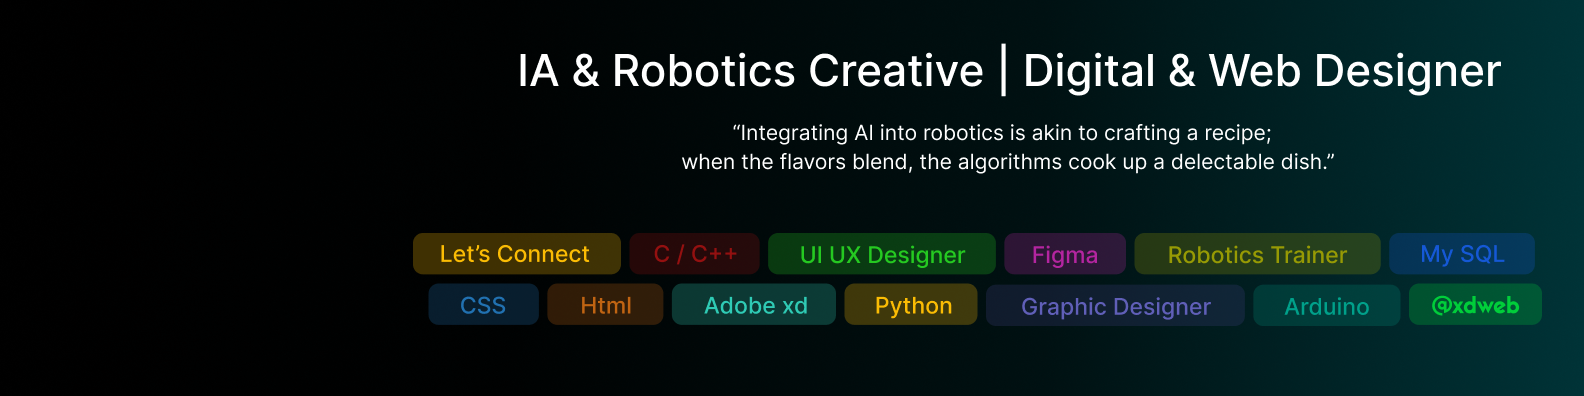 IA & Robotics Creative | Digital & Web Designer
“Integrating AI into robotics is akin to crafting a recipe;
when the flavors blend, the algorithms cook up a delectable dish.”
Let’s Connect C / C++ UI UX Designer Figma Robotics Trainer My SQL
CSS Html Adobe xd Python Graphic Designer Arduino @xdweb